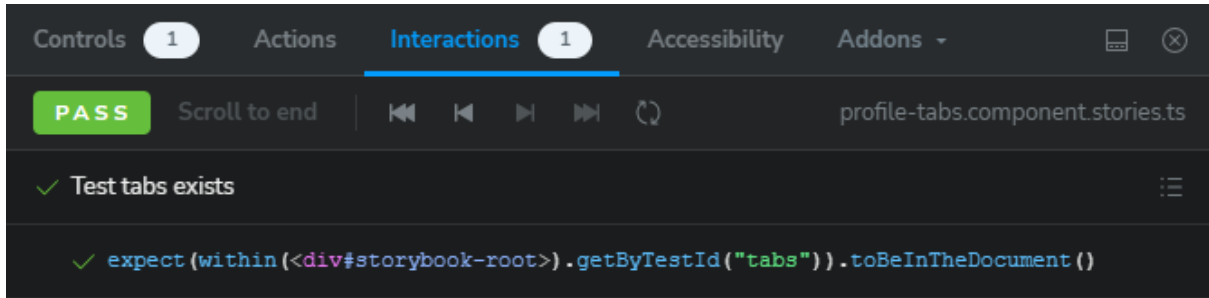 Controls 1 Actions Interactions 1 Accessibility Addons
PASS Scroll to end profile-tabs.component.stories.ts
Test tabs exists
expect(within(<div#storybook-root>).getByTestId("tabs")).toBeInTheDocument()